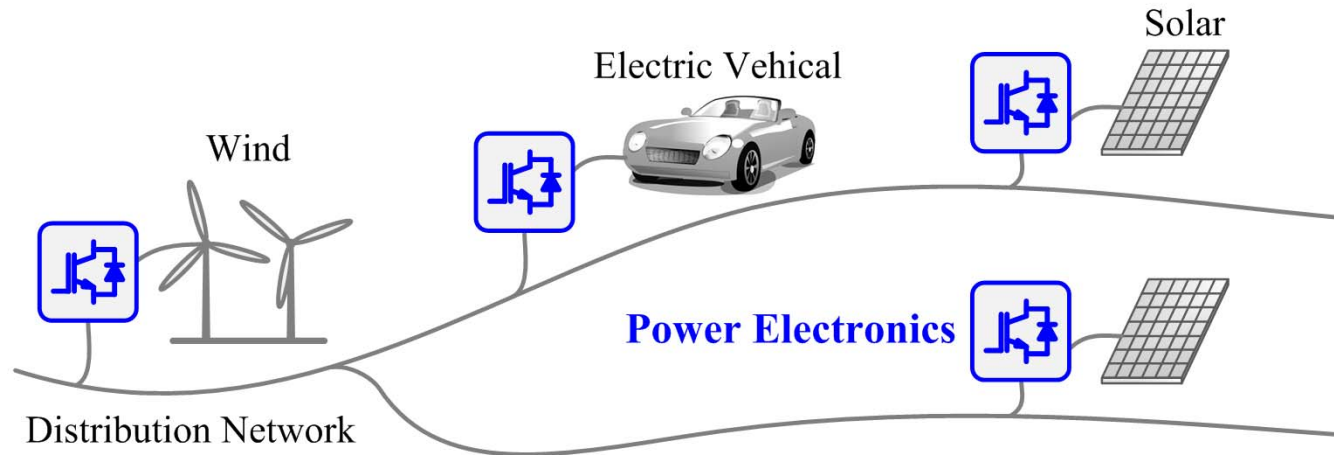 Solar
Electric Vehical
Wind
Power Electronics
Distribution Network